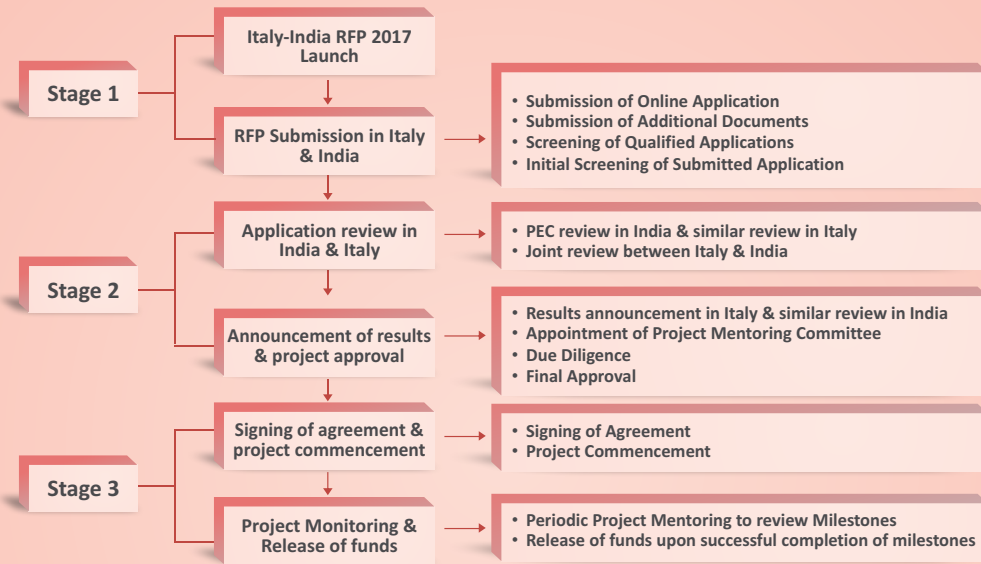 Stage 1
Italy-India RFP 2017
Launch
RFP Submission in Italy
& India
• Submission of Online Application
• Submission of Additional Documents
• Screening of Qualified Applications
• Initial Screening of Submitted Application
Stage 2
Application review in
India & Italy
• PEC review in India & similar review in Italy
• Joint review between Italy & India
Announcement of results
& project approval
• Results announcement in Italy & similar review in India
• Appointment of Project Mentoring Committee
• Due Diligence
• Final Approval
Stage 3
Signing of agreement &
project commencement
• Signing of Agreement
• Project Commencement
Project Monitoring &
Release of funds
• Periodic Project Mentoring to review Milestones
• Release of funds upon successful completion of milestones